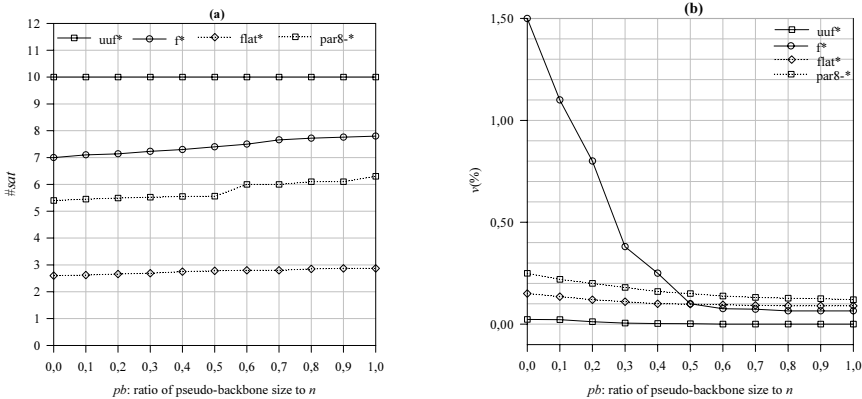 (a)
12
11
10
9
8
7
6
5
4
3
2
1
0
#sat
uuf* f* flat* par8-*
0,0 0,1 0,2 0,3 0,4 0,5 0,6 0,7 0,8 0,9 1,0
pb: ratio of pseudo-backbone size to n
(b)
1,50
1,00
0,50
0,00
v(%)
uuf*
f*
flat*
par8-*
0,0 0,1 0,2 0,3 0,4 0,5 0,6 0,7 0,8 0,9 1,0
pb: ratio of pseudo-backbone size to n